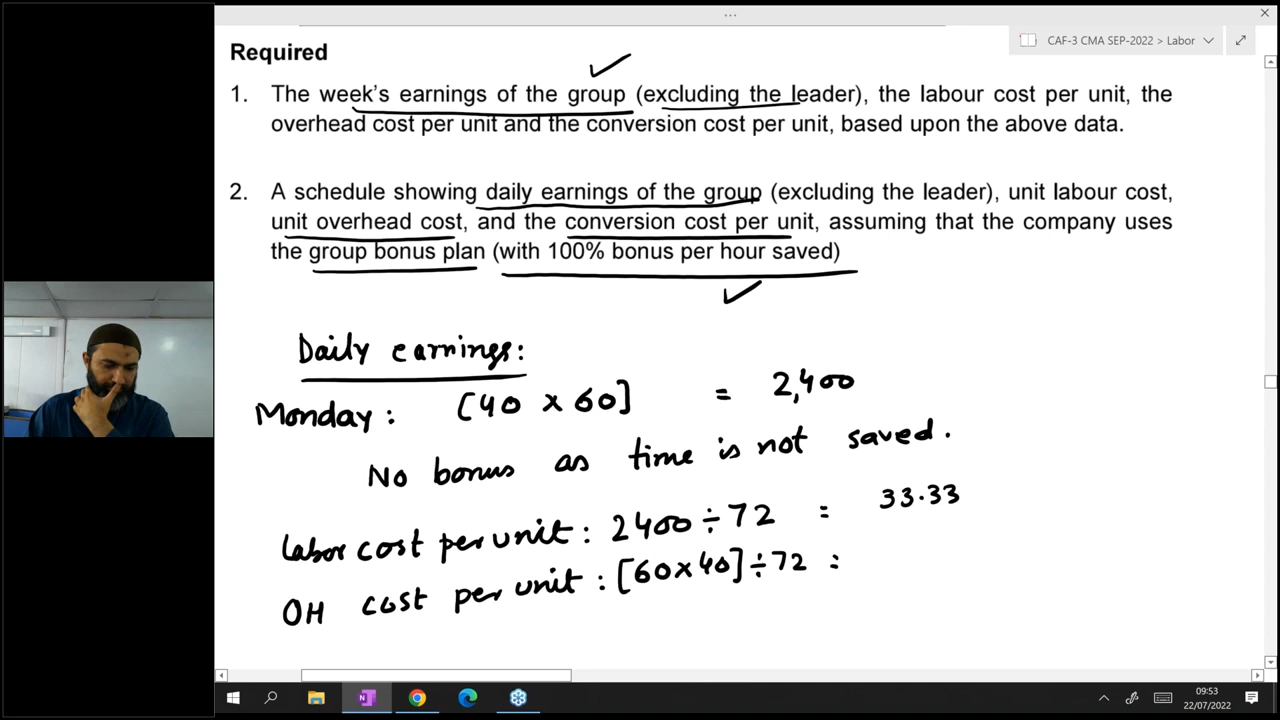 CAF-3 CMA SEP-2022 > Labor
Required
1. The week's earnings of the group (excluding the leader), the labour cost per unit, the
overhead cost per unit and the conversion cost per unit, based upon the above data.
2. A schedule showing daily earnings of the group (excluding the leader), unit labour cost,
unit overhead cost, and the conversion cost per unit, assuming that the company uses
the group bonus plan (with 100% bonus per hour saved)
Daily earnings:
Monday: [40 x 60] = 2,400
No bonus as time is not saved.
Labor cost per unit: 2400 ÷ 72 = 33.33
OH cost per unit: [60x40] ÷ 72 =
09:53
22/07/2022